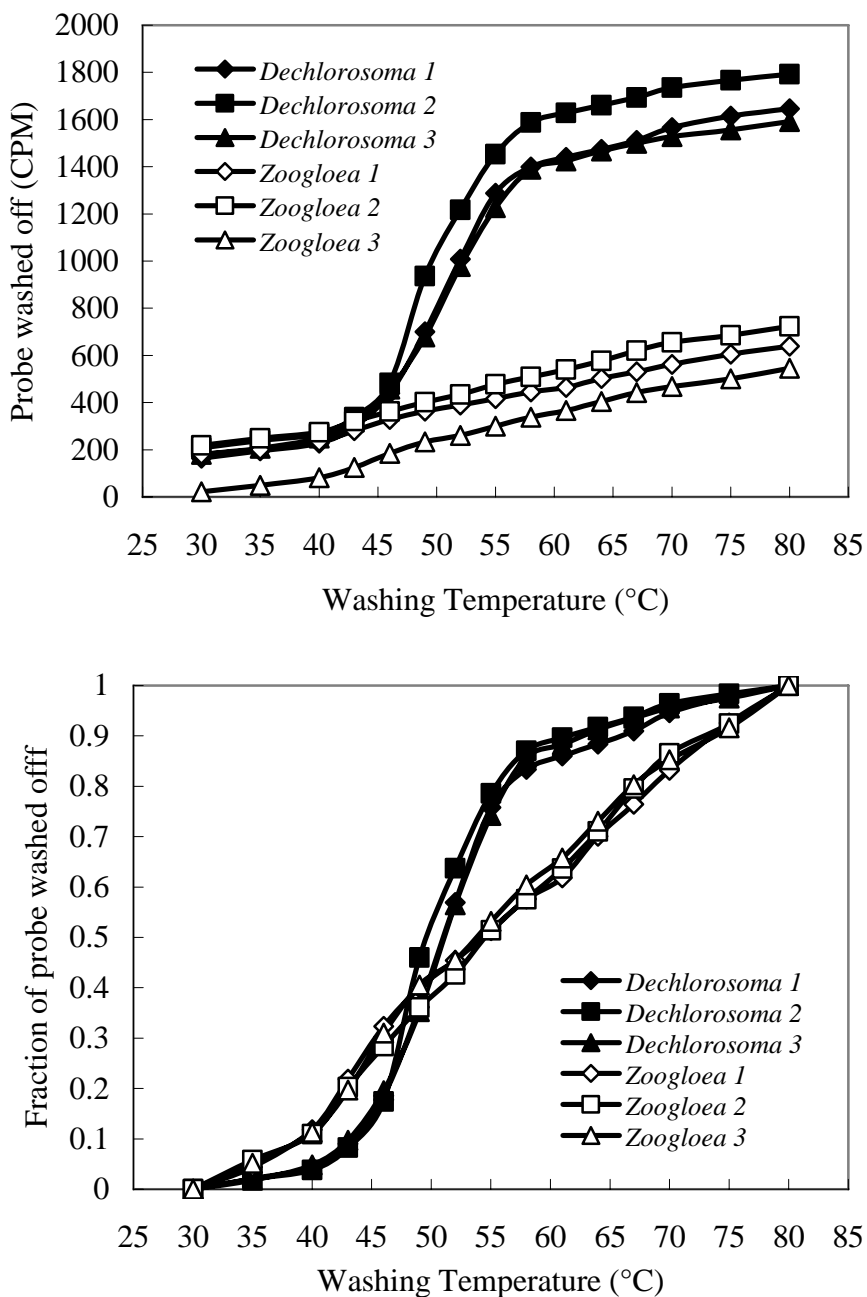 2000
1800
1600
1400
1200
1000
800
600
400
200
0
Probe washed off (CPM)
Dechlorosoma 1
Dechlorosoma 2
Dechlorosoma 3
Zoogloea 1
Zoogloea 2
Zoogloea 3
25 30 35 40 45 50 55 60 65 70 75 80 85
Washing Temperature (°C)
1
0.9
0.8
0.7
0.6
0.5
0.4
0.3
0.2
0.1
0
Fraction of probe washed offf
Dechlorosoma 1
Dechlorosoma 2
Dechlorosoma 3
Zoogloea 1
Zoogloea 2
Zoogloea 3
25 30 35 40 45 50 55 60 65 70 75 80 85
Washing Temperature (°C)